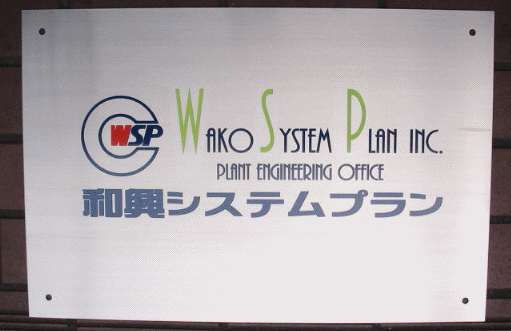 WSP
WAKO SYSTEM PLAN INC.
PLANT ENGINEERING OFFICE
和興システムプラン